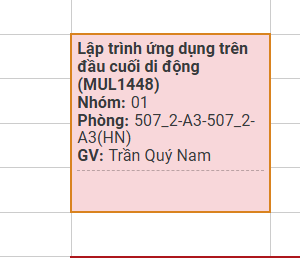 Lập trình ứng dụng trên
đầu cuối di động
(MUL1448)
Nhóm: 01
Phòng: 507_2-A3-507_2-
A3(HN)
GV: Trần Quý Nam